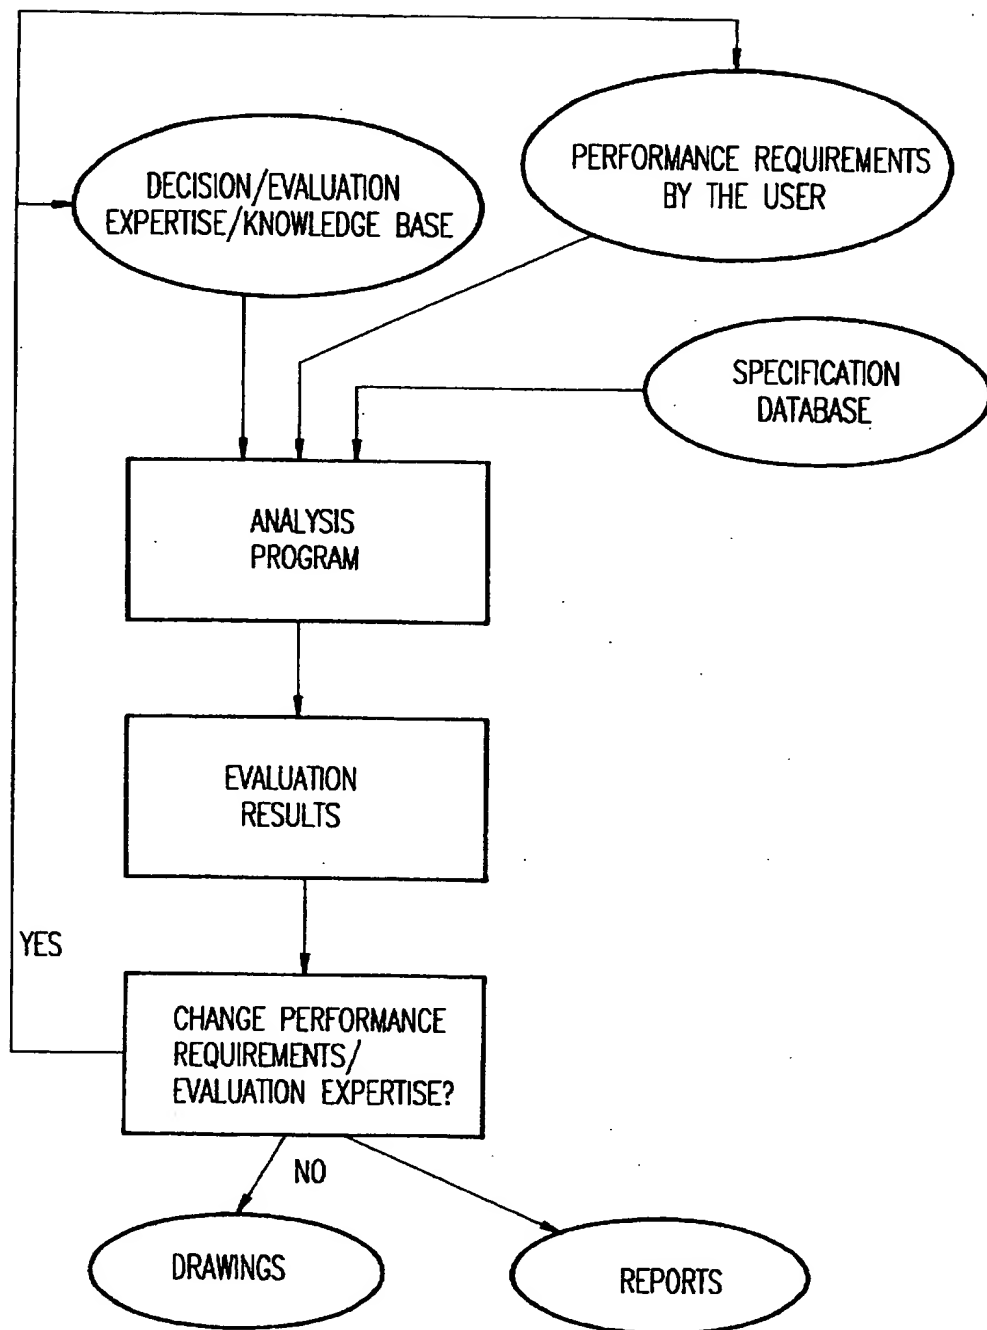 PERFORMANCE REQUIREMENTS
BY THE USER
DECISION/EVALUATION
EXPERTISE/KNOWLEDGE BASE
SPECIFICATION
DATABASE
ANALYSIS
PROGRAM
EVALUATION
RESULTS
YES
CHANGE PERFORMANCE
REQUIREMENTS/
EVALUATION EXPERTISE?
NO
DRAWINGS
REPORTS